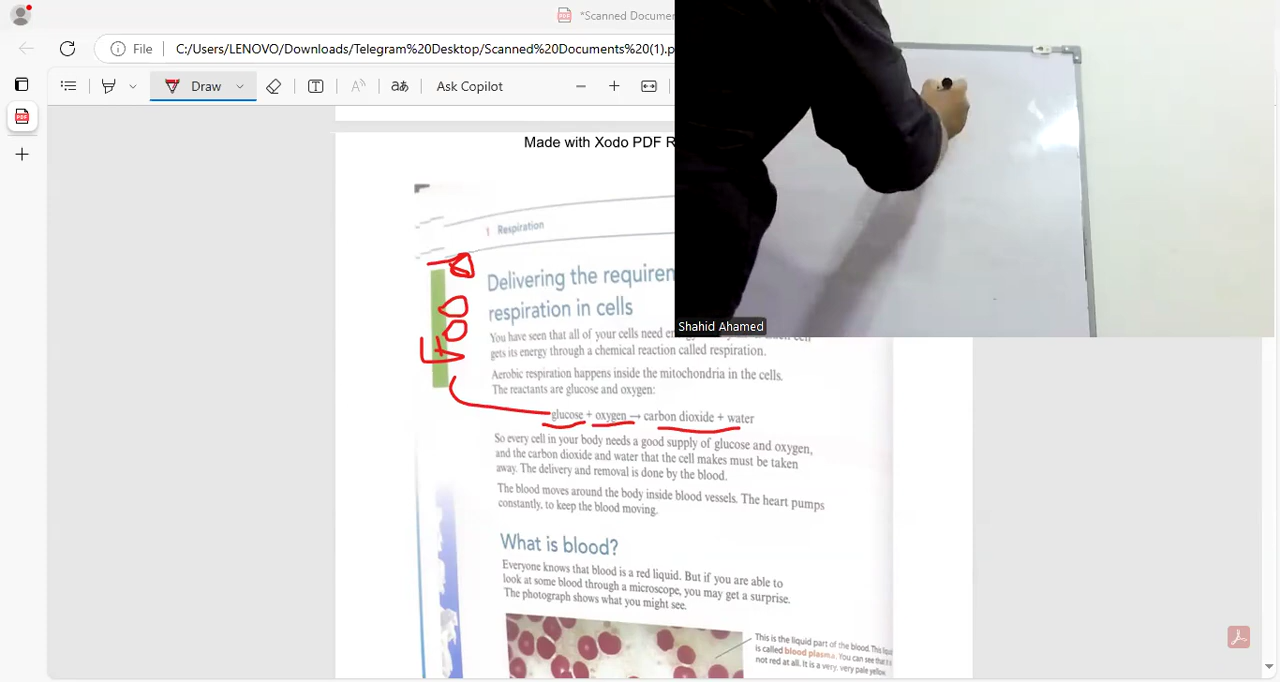 *Scanned Documen
File
C:/Users/LENOVO/Downloads/Telegram%20Desktop/Scanned%20Documents%20(1).p
Draw
Ask Copilot
Made with Xodo PDF R
1 Respiration
Delivering the requirem
respiration in cells
You have seen that all of your cells need
gets its energy through a chemical reaction called respiration.
Aerobic respiration happens inside the mitochondria in the cells.
The reactants are glucose and oxygen:
glucose + oxygen → carbon dioxide + water
So every cell in your body needs a good supply of glucose and oxygen,
and the carbon dioxide and water that the cell makes must be taken
away. The delivery and removal is done by the blood.
The blood moves around the body inside blood vessels. The heart pumps
constantly, to keep the blood moving.
What is blood?
Everyone knows that blood is a red liquid. But if you are able to
look at some blood through a microscope, you may get a surprise.
The photograph shows what you might see.
This is the liquid part of the blood. This liqu
is called blood plasma. You can see that it i
not red at all. It is a very, very pale yellow.
Shahid Ahamed